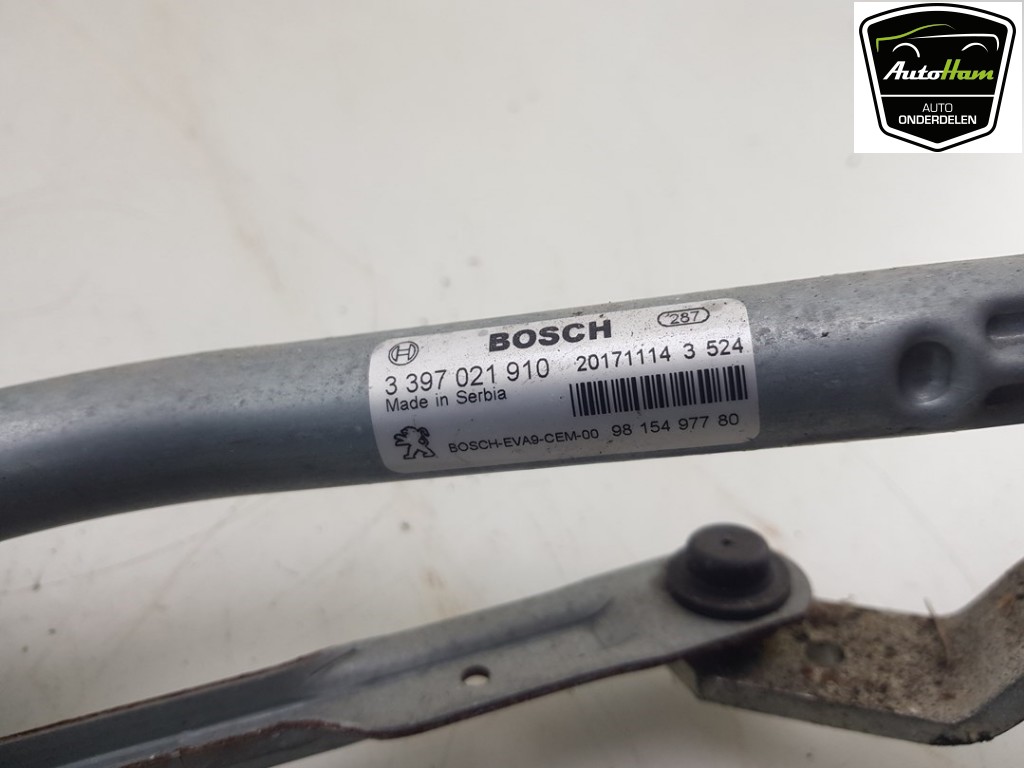 AutoHam
AUTO
ONDERDELEN
BOSCH 287
3 397 021 910 20171114 3 524
Made in Serbia
BOSCH-EVA9-CEM-00 98 154 977 80